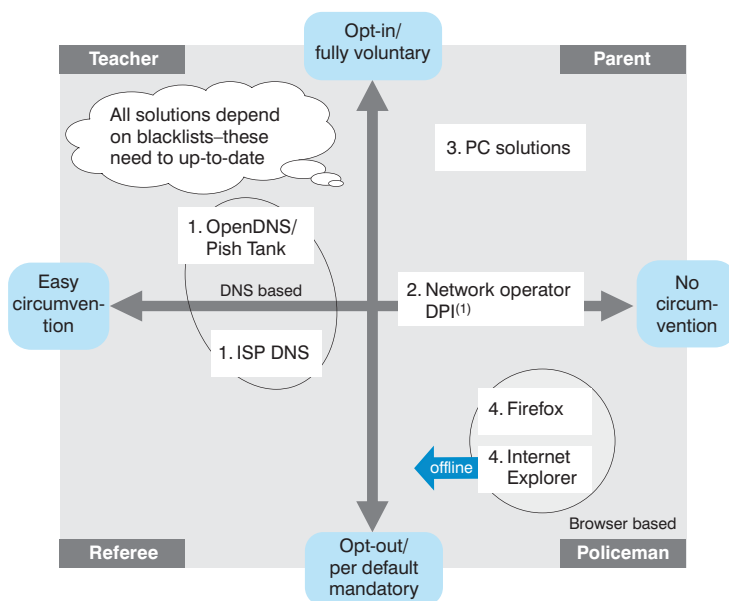 Opt-in/
fully voluntary
Teacher
Parent
All solutions depend
on blacklists–these
need to up-to-date
3. PC solutions
1. OpenDNS/
Pish Tank
Easy
circumven-
tion
DNS based
2. Network operator
DPI(1)
No
circum-
vention
1. ISP DNS
4. Firefox
offline
4. Internet
Explorer
Browser based
Referee
Opt-out/
per default
mandatory
Policeman